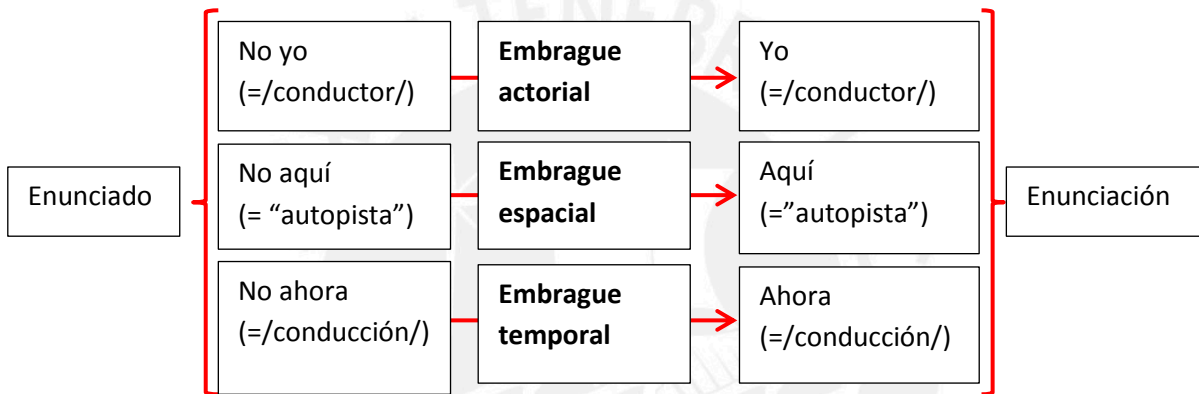 Enunciado
No yo
(=/conductor/)
Embrague
actorial
Yo
(=/conductor/)
No aquí
(= “autopista”)
Embrague
espacial
Aquí
(=”autopista”)
No ahora
(=/conducción/)
Embrague
temporal
Ahora
(=/conducción/)
Enunciación